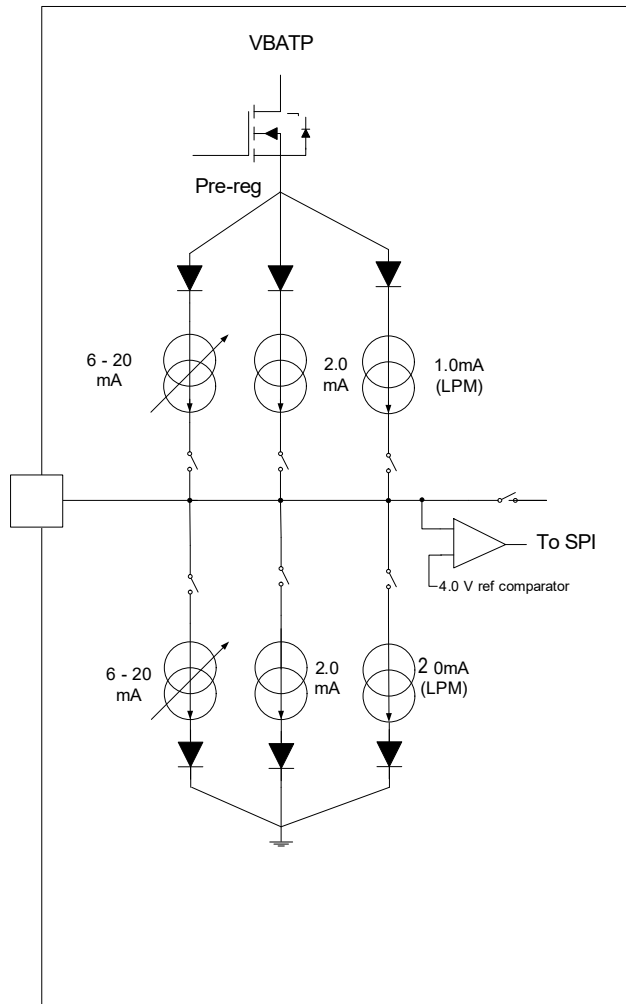 VBATP
Pre-reg
6 - 20
mA
2.0
mA
1.0mA
(LPM)
To SPI
4.0 V ref comparator
6 - 20
mA
2.0
mA
2 0mA
(LPM)